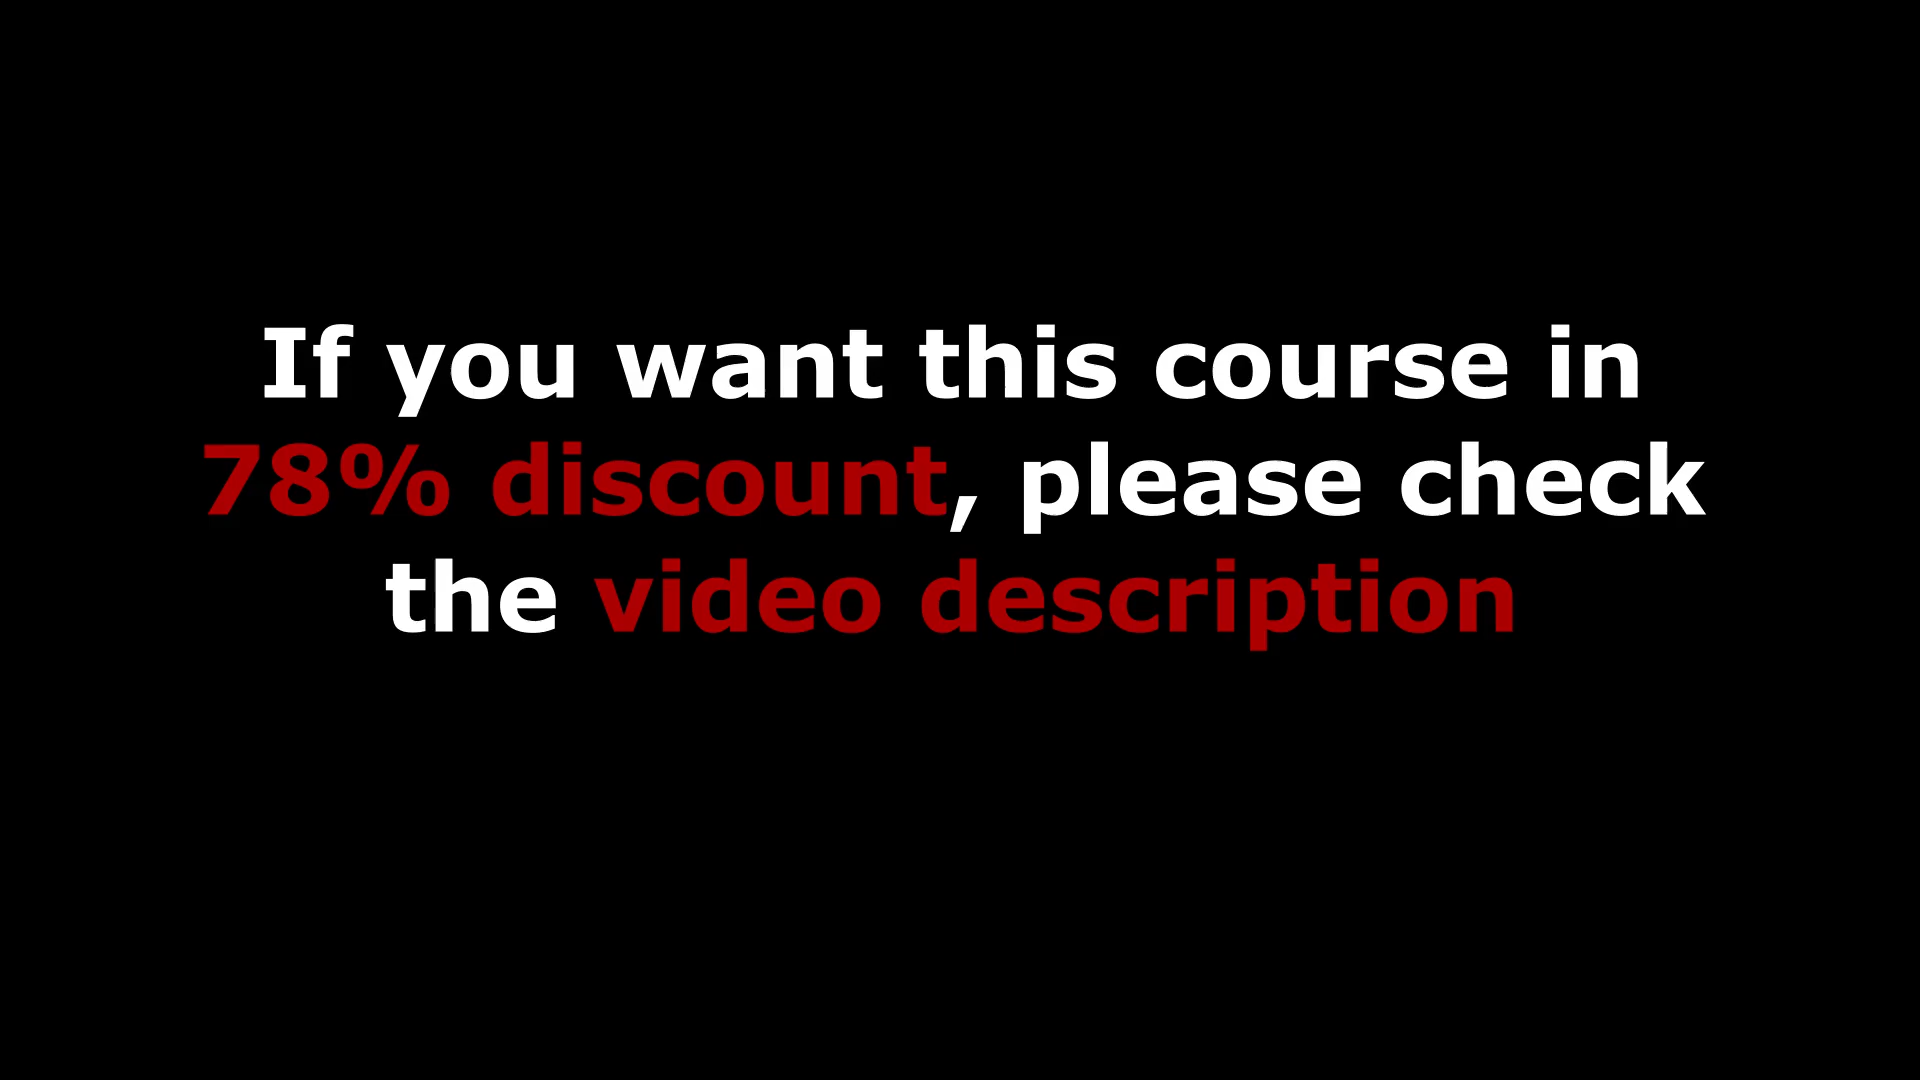 If you want this course in
78% discount, please check
the video description